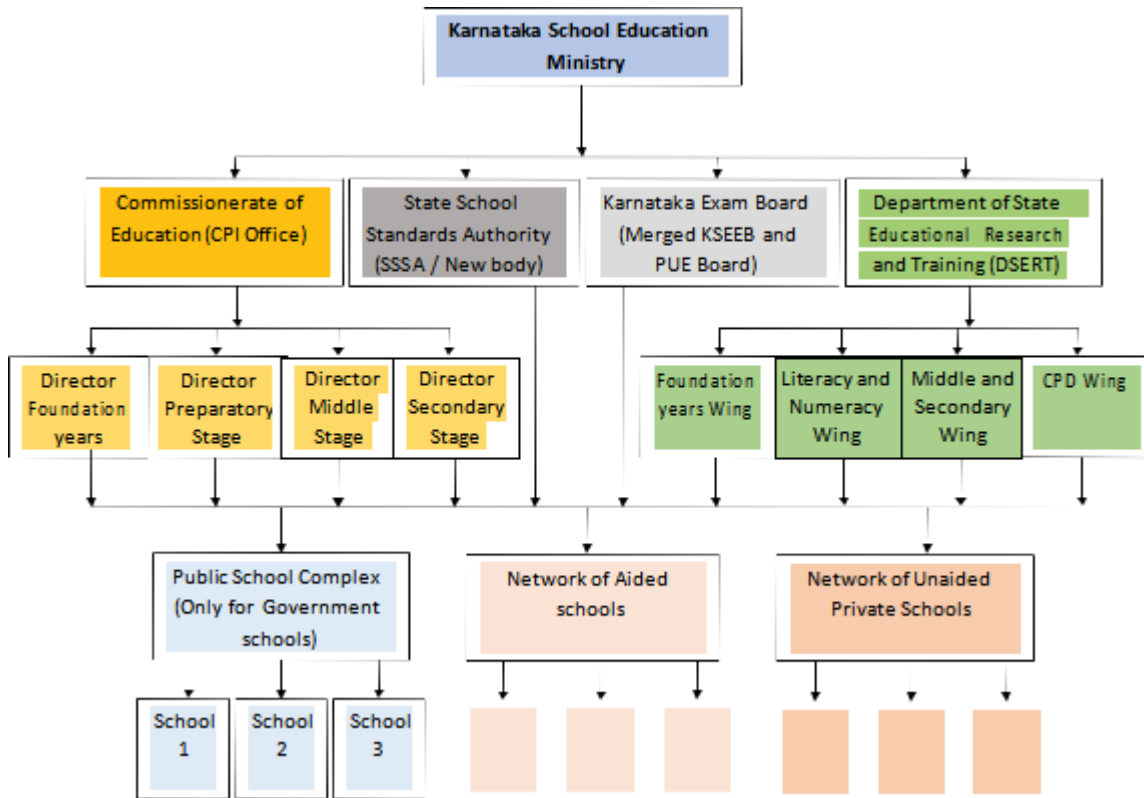 Karnataka School Education
Ministry
Commissionerate of
Education (CPI Office)
State School
Standards Authority
(SSSA / New body)
Karnataka Exam Board
(Merged KSEEB and
PUE Board)
Department of State
Educational Research
and Training (DSERT)
Director
Foundation
years
Director
Preparatory
Stage
Director
Middle
Stage
Director
Secondary
Stage
Foundation
years Wing
Literacy and
Numeracy
Wing
Middle and
Secondary
Wing
CPD Wing
Public School Complex
(Only for Government
schools)
Network of Aided
schools
Network of Unaided
Private Schools
School
1
School
2
School
3